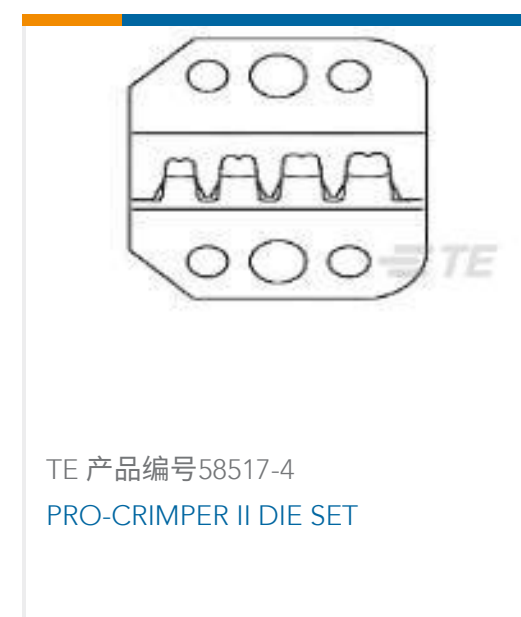 TE
TE 产品编号58517-4
PRO-CRIMPER II DIE SET